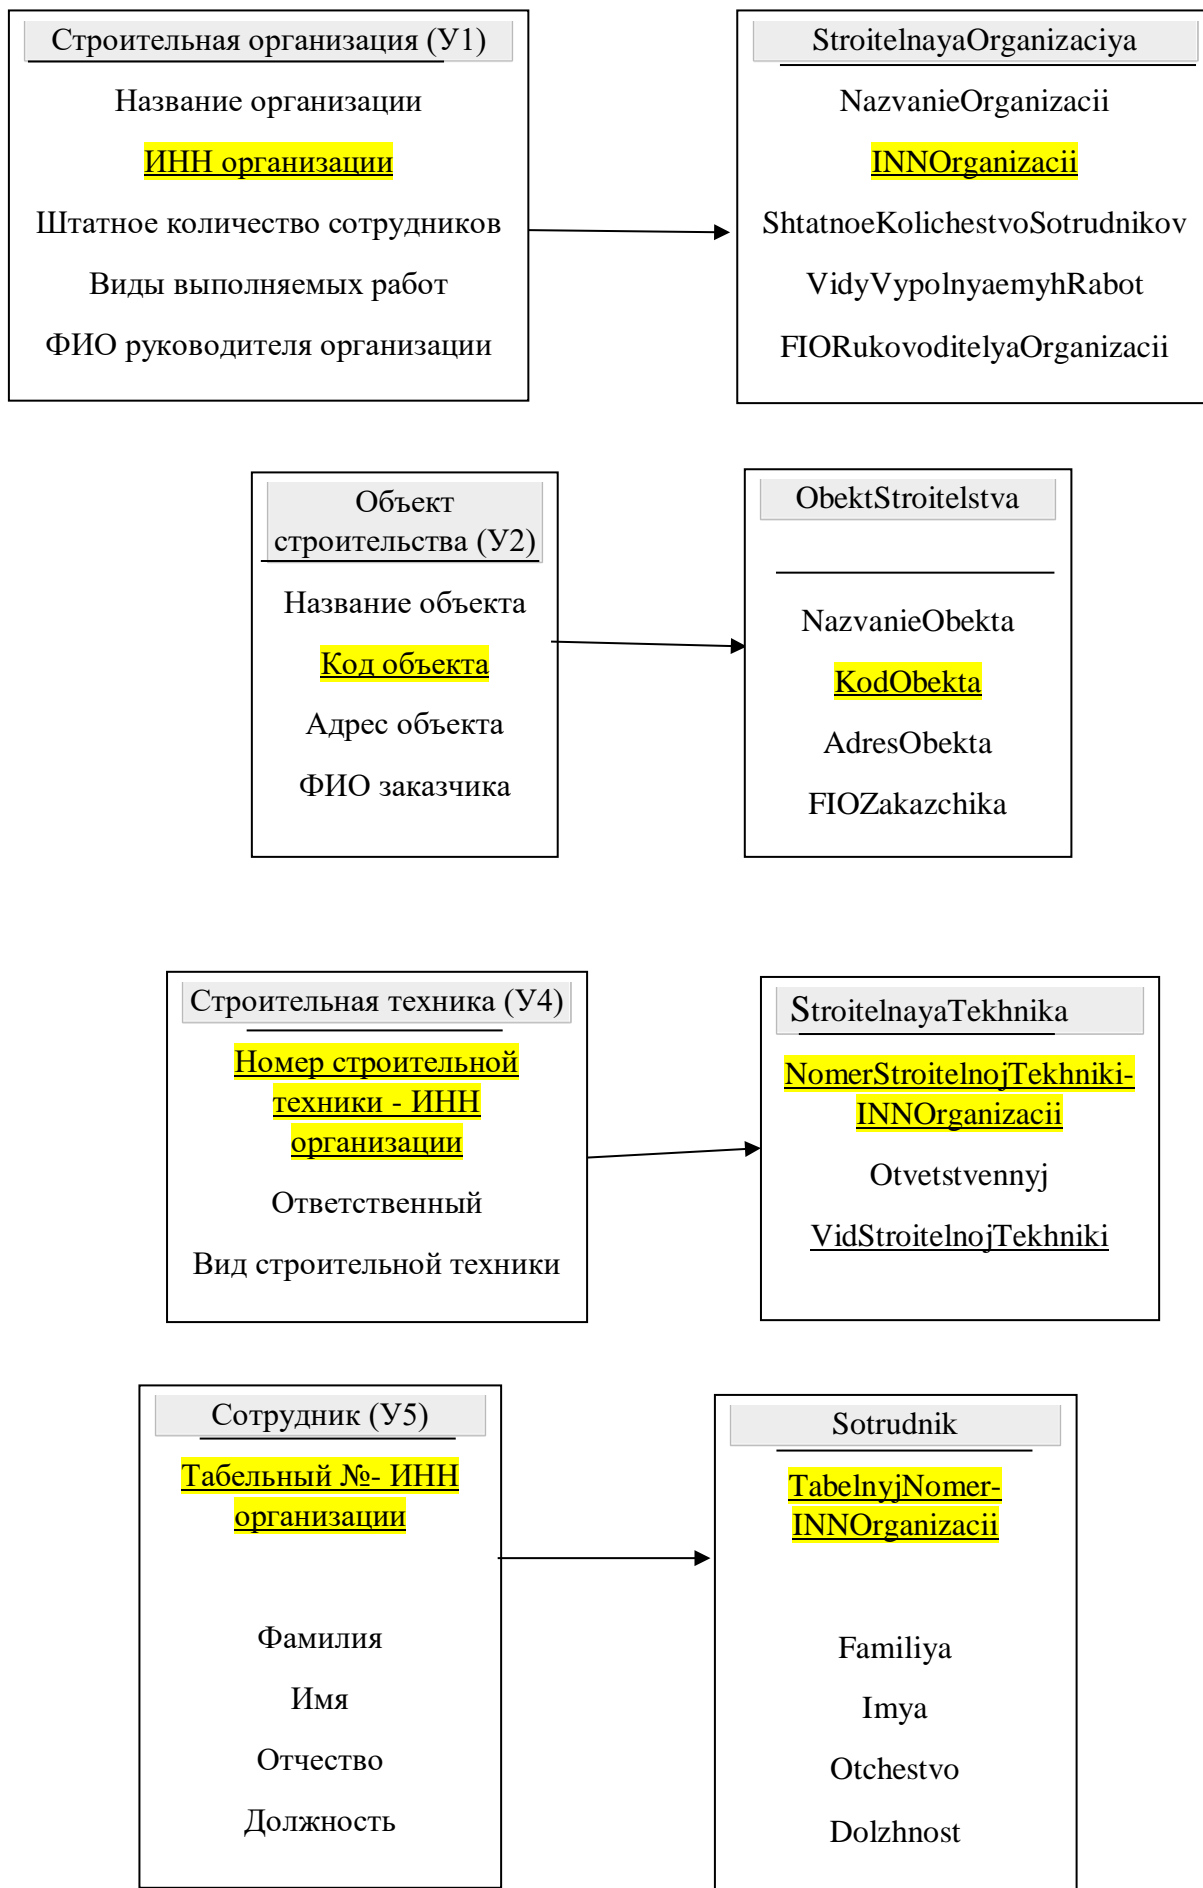 Строительная организация (У1)
Название организации
ИНН организации
Штатное количество сотрудников
Виды выполняемых работ
ФИО руководителя организации
StroitelnayaOrganizaciya
NazvanieOrganizacii
INNOrganizacii
ShtatnoeKolichestvoSotrudnikov
VidyVypolnyaemyhRabot
FIORukovoditelyaOrganizacii
Объект
строительства (У2)
Название объекта
Код объекта
Адрес объекта
ФИО заказчика
ObektStroitelstva
NazvanieObekta
KodObekta
AdresObekta
FIOZakazchika
Строительная техника (У4)
Номер строительной
техники - ИНН
организации
Ответственный
Вид строительной техники
StroitelnayaTekhnika
NomerStroitelnojTekhniki-
INNOrganizacii
Otvetstvennyj
VidStroitelnojTekhniki
Сотрудник (У5)
Табельный №- ИНН
организации
Фамилия
Имя
Отчество
Должность
Sotrudnik
TabelnyjNomer-
INNOrganizacii
Familiya
Imya
Otchestvo
Dolzhnost